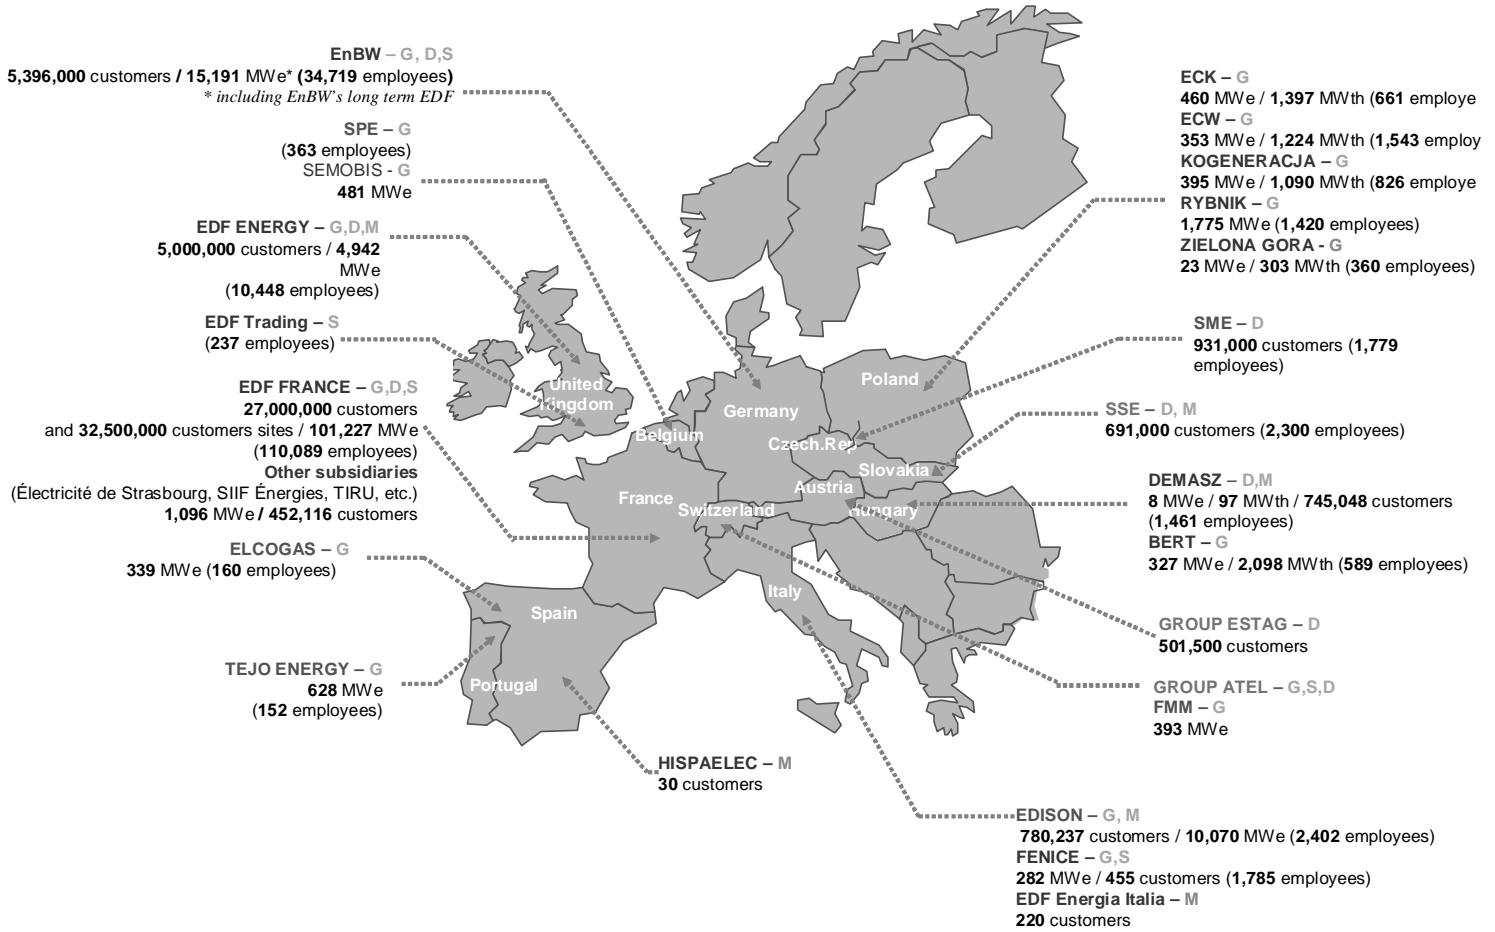 EnBW – G, D,S
5,396,000 customers / 15,191 MWe* (34,719 employees)
* including EnBW's long term EDF
SPE – G
(363 employees)
SEMOBIS - G
481 MWe
EDF ENERGY – G,D,M
5,000,000 customers / 4,942
MWe
(10,448 employees)
EDF Trading – S
(237 employees)
EDF FRANCE – G,D,S
27,000,000 customers
and 32,500,000 customers sites / 101,227 MWe
(110,089 employees)
Other subsidiaries
(Électricité de Strasbourg, SIIF Énergies, TIRU, etc.)
1,096 MWe / 452,116 customers
ELCOGAS – G
339 MWe (160 employees)
TEJO ENERGY – G
628 MWe
(152 employees)
HISPAELEC – M
30 customers
United
Kingdom
Belgium
Germany
Poland
Czech.Rep
Slovakia
Austria
Hungary
France
Switzerland
Italy
Spain
Portugal
ECK – G
460 MWe / 1,397 MWth (661 employe
ECW – G
353 MWe / 1,224 MWth (1,543 employ
KOGENERACJA – G
395 MWe / 1,090 MWth (826 employe
RYBNIK – G
1,775 MWe (1,420 employees)
ZIELONA GORA - G
23 MWe / 303 MWth (360 employees)
SME – D
931,000 customers (1,779
employees)
SSE – D, M
691,000 customers (2,300 employees)
DEMASZ – D,M
8 MWe / 97 MWth / 745,048 customers
(1,461 employees)
BERT – G
327 MWe / 2,098 MWth (589 employees)
GROUP ESTAG – D
501,500 customers
GROUP ATEL – G,S,D
FMM – G
393 MWe
EDISON – G, M
780,237 customers / 10,070 MWe (2,402 employees)
FENICE – G,S
282 MWe / 455 customers (1,785 employees)
EDF Energia Italia – M
220 customers